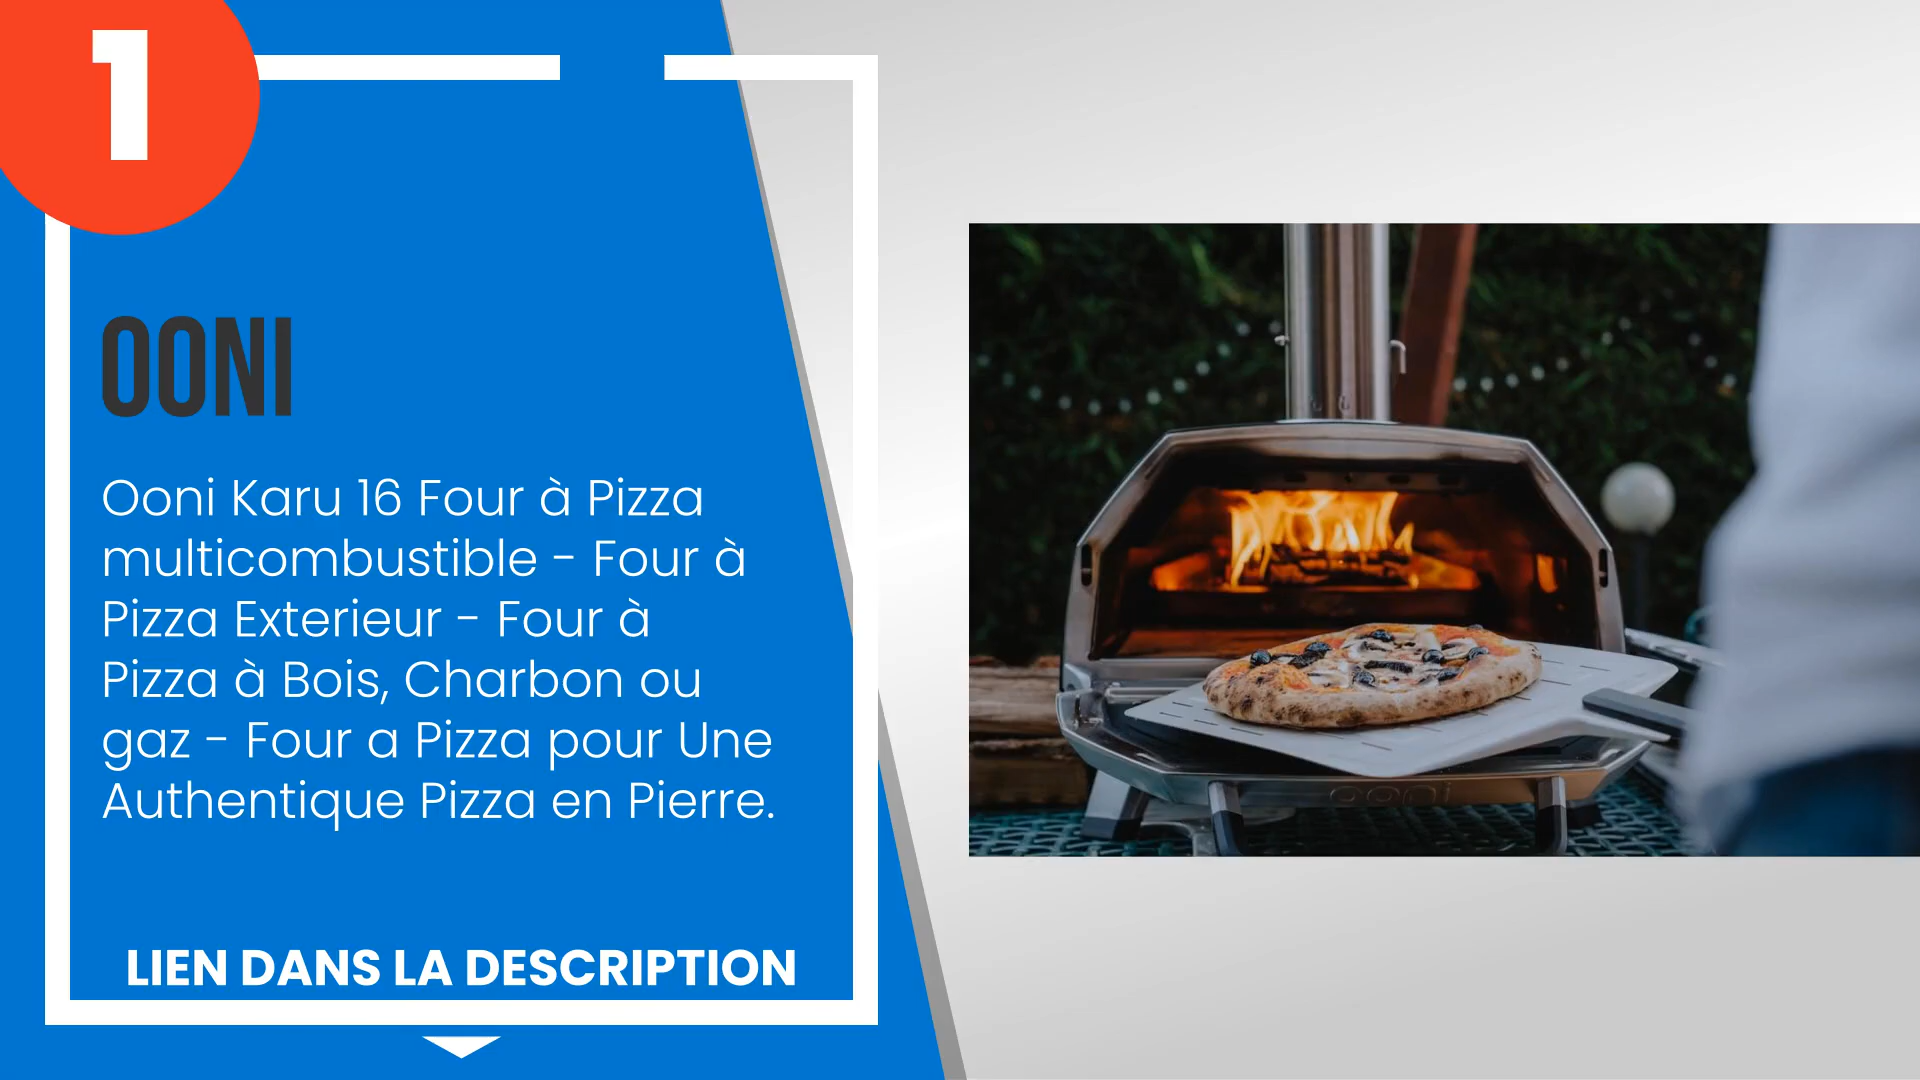 1
OONI
Ooni Karu 16 Four à Pizza
multicombustible - Four à
Pizza Exterieur - Four à
Pizza à Bois, Charbon ou
gaz - Four a Pizza pour Une
Authentique Pizza en Pierre.
LIEN DANS LA DESCRIPTION
ooni